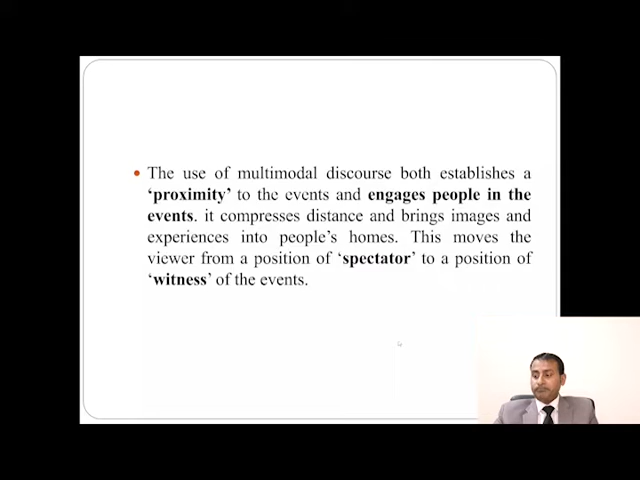 The use of multimodal discourse both establishes a
‘proximity’ to the events and engages people in the
events. it compresses distance and brings images and
experiences into people’s homes. This moves the
viewer from a position of ‘spectator’ to a position of
‘witness’ of the events.